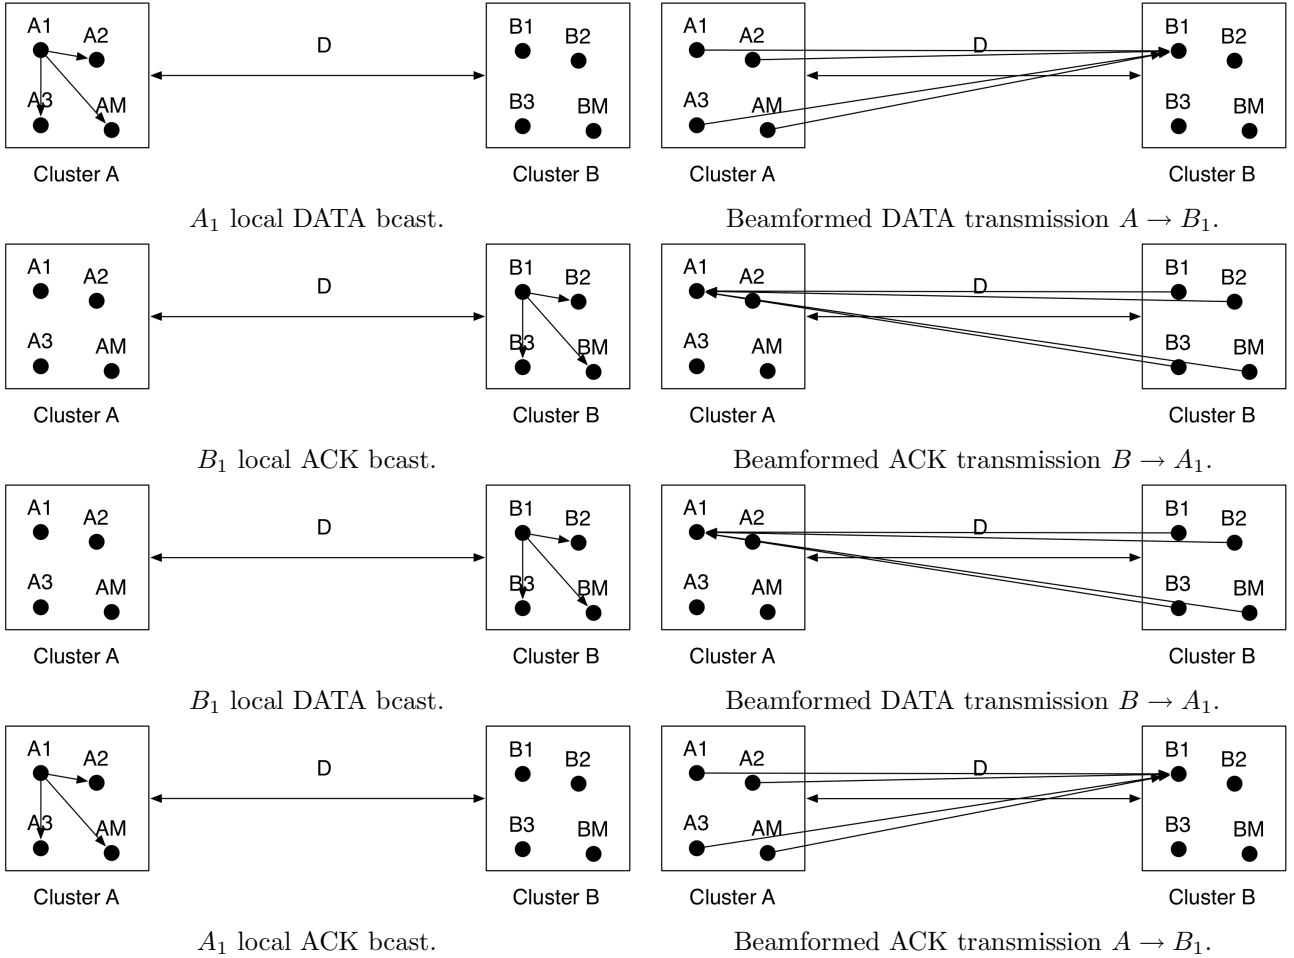 A1 A2 D B1 B2 A1 A2 D B1 B2
A3 AM B3 BM A3 AM B3 BM
Cluster A Cluster B Cluster A Cluster B
A₁ local DATA bcast. Beamformed DATA transmission A → B₁.
A1 A2 D B1 B2 A1 A2 D B1 B2
A3 AM B3 BM A3 AM B3 BM
Cluster A Cluster B Cluster A Cluster B
B₁ local ACK bcast. Beamformed ACK transmission B → A₁.
A1 A2 D B1 B2 A1 A2 D B1 B2
A3 AM B3 BM A3 AM B3 BM
Cluster A Cluster B Cluster A Cluster B
B₁ local DATA bcast. Beamformed DATA transmission B → A₁.
A1 A2 D B1 B2 A1 A2 D B1 B2
A3 AM B3 BM A3 AM B3 BM
Cluster A Cluster B Cluster A Cluster B
A₁ local ACK bcast. Beamformed ACK transmission A → B₁.